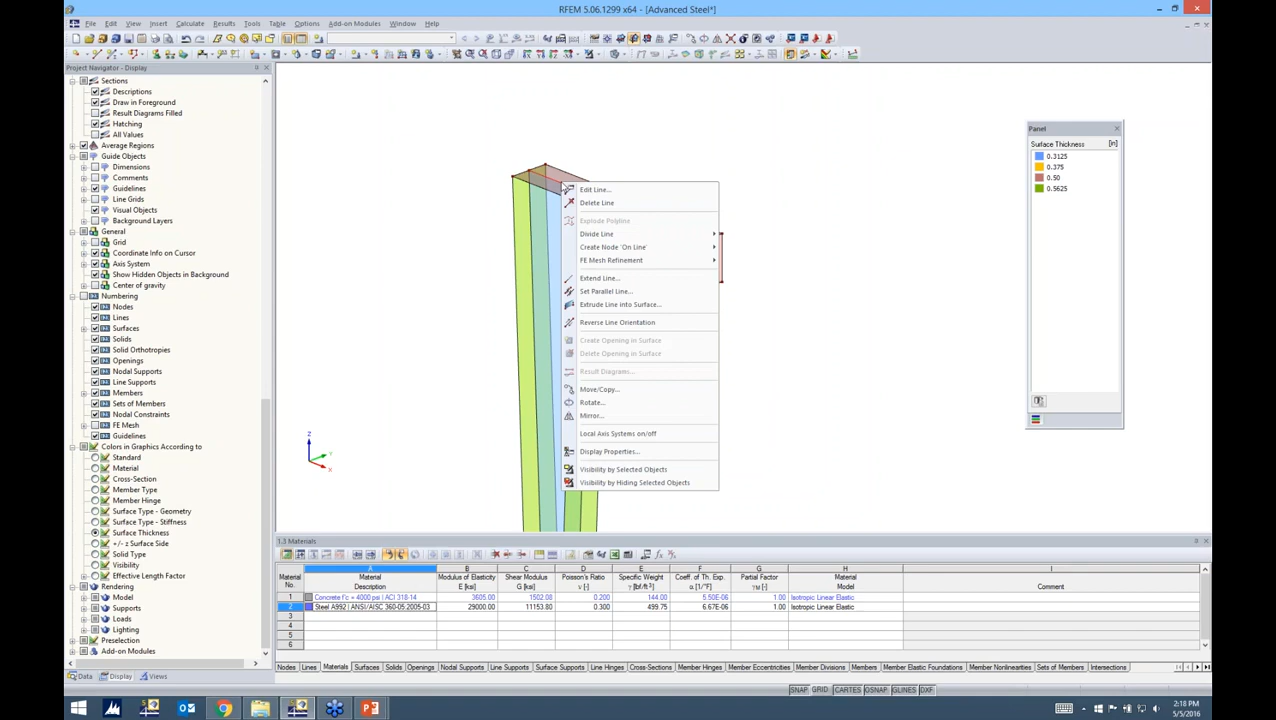 RFEM 5.06.1299 x64 - [Advanced Steel*]
File Edit View Insert Calculate Results Tools Table Options Add-on Modules Window Help
Project Navigator - Display
Sections
Descriptions
Draw in Foreground
Result Diagrams Filled
Hatching
All Values
Average Regions
Guide Objects
Dimensions
Comments
Guidelines
Line Grids
Visual Objects
Background Layers
General
Grid
Coordinate Info on Cursor
Axis System
Show Hidden Objects in Background
Center of gravity
Numbering
Nodes
Lines
Surfaces
Solids
Solid Orthotropies
Openings
Nodal Supports
Line Supports
Members
Sets of Members
Nodal Constraints
FE Mesh
Guidelines
Colors in Graphics According to
Standard
Material
Cross-Section
Member Type
Member Hinge
Surface Type - Geometry
Surface Type - Stiffness
Surface Thickness
+/- z Surface Side
Solid Type
Visibility
Effective Length Factor
Rendering
Model
Supports
Loads
Lighting
Preselection
Add-on Modules
Data Display Views
Edit Line...
Delete Line
Explode Polyline
Divide Line
Create Node 'On Line'
FE Mesh Refinement
Extend Line...
Set Parallel Line...
Extrude Line into Surface...
Reverse Line Orientation
Create Opening in Surface
Delete Opening in Surface
Result Diagrams...
Move/Copy...
Rotate...
Mirror...
Local Axis Systems on/off
Display Properties...
Visibility by Selected Objects
Visibility by Hiding Selected Objects
Z
Y
X
Panel
Surface Thickness [in]
0.3125
0.375
0.50
0.5625
1.3 Materials
A B C D E F G H I
Material No. Material Description Modulus of Elasticity E [ksi] Shear Modulus G [ksi] Poisson's Ratio ν [-] Specific Weight γ [lbf/ft³] Coeff. of Th. Exp. α [1/°F] Partial Factor γM [-] Material Model Comment
1 Concrete f'c = 4000 psi | ACI 318-14 3605.00 1502.08 0.200 144.00 5.50E-06 1.00 Isotropic Linear Elastic
2 Steel A992 | ANSI/AISC 360-05:2005-03 29000.00 11153.80 0.300 499.75 6.67E-06 1.00 Isotropic Linear Elastic
3
4
5
6
Nodes Lines Materials Surfaces Solids Openings Nodal Supports Line Supports Surface Supports Line Hinges Cross-Sections Member Hinges Member Eccentricities Member Divisions Members Member Elastic Foundations Member Nonlinearities Sets of Members Intersections
SNAP GRID CARTES OSNAP GLINES DXF
2:18 PM
5/5/2016